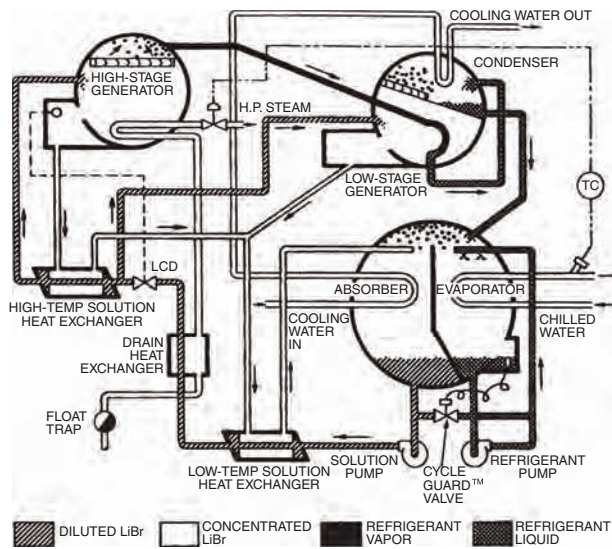 COOLING WATER OUT
CONDENSER
HIGH-STAGE
GENERATOR
H.P. STEAM
LOW-STAGE
GENERATOR
TC
LCD
HIGH-TEMP SOLUTION
HEAT EXCHANGER
ABSORBER
EVAPORATOR
COOLING
WATER
IN
CHILLED
WATER
DRAIN
HEAT
EXCHANGER
FLOAT
TRAP
LOW-TEMP SOLUTION
HEAT EXCHANGER
SOLUTION
PUMP
CYCLE
GUARD™
VALVE
REFRIGERANT
PUMP
DILUTED LiBr
CONCENTRATED
LiBr
REFRIGERANT
VAPOR
REFRIGERANT
LIQUID